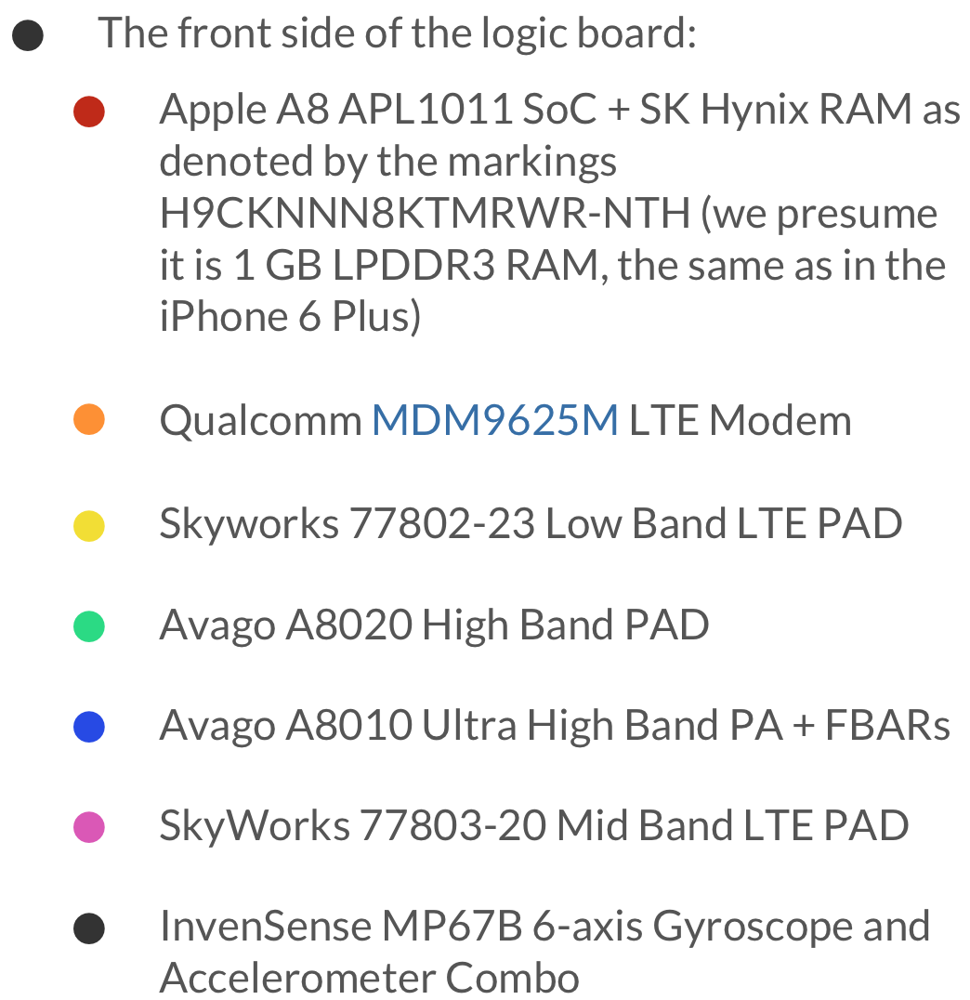 The front side of the logic board:
Apple A8 APL1011 SoC + SK Hynix RAM as
denoted by the markings
H9CKNNN8KTMRWR-NTH (we presume
it is 1 GB LPDDR3 RAM, the same as in the
iPhone 6 Plus)
Qualcomm MDM9625M LTE Modem
Skyworks 77802-23 Low Band LTE PAD
Avago A8020 High Band PAD
Avago A8010 Ultra High Band PA + FBARs
SkyWorks 77803-20 Mid Band LTE PAD
InvenSense MP67B 6-axis Gyroscope and
Accelerometer Combo